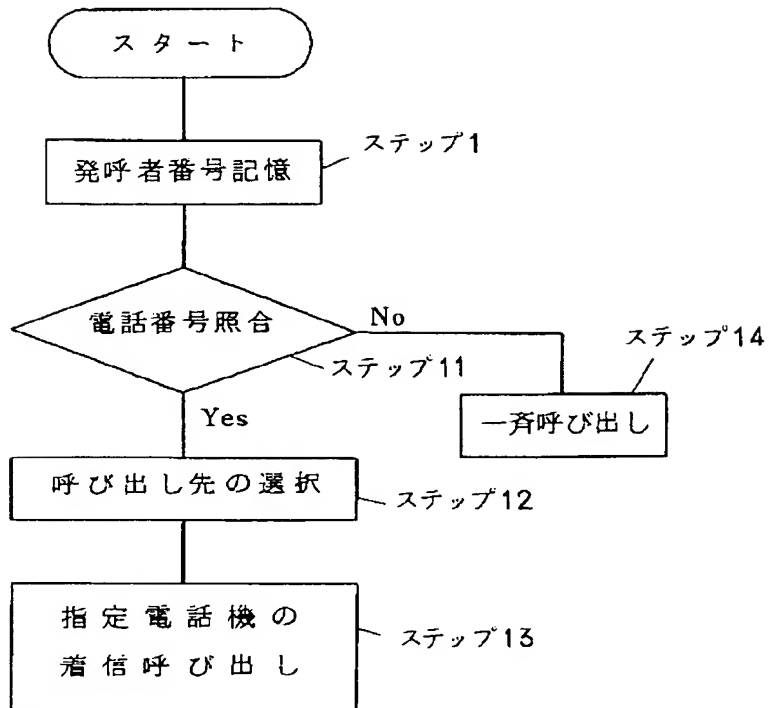 スタート
ステップ1
発呼者番号記憶
電話番号照合
No
ステップ11
ステップ14
Yes
一斉呼び出し
呼び出し先の選択
ステップ12
指定電話機の
着信呼び出し
ステップ13